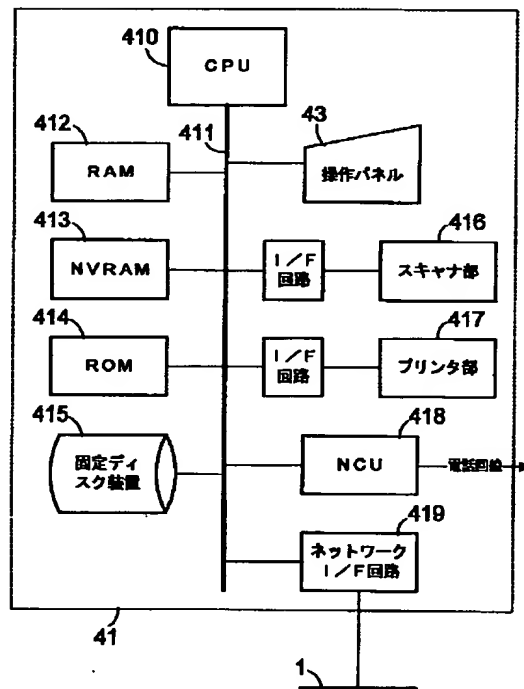 410
CPU
412
411
43
RAM
操作パネル
413
416
NVRAM
I/F
回路
スキャナ部
414
417
ROM
I/F
回路
プリンタ部
415
418
固定ディ
スク装置
NCU
電話回線
419
ネットワーク
I/F回路
41
1